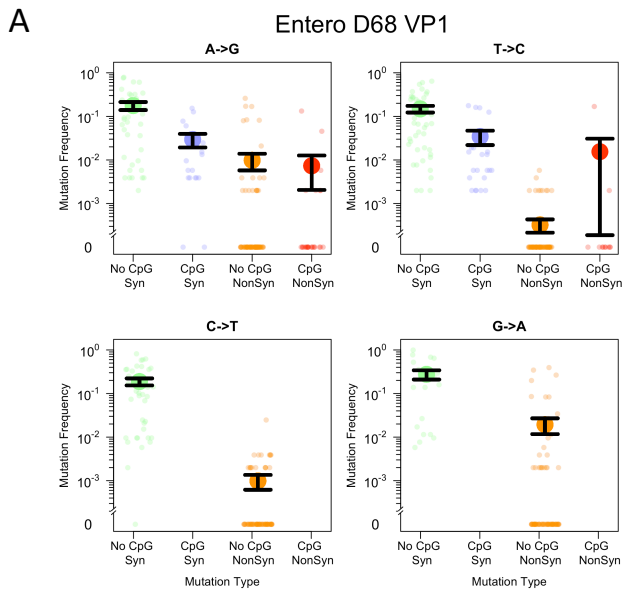 A
Entero D68 VP1
A->G
T->C
Mutation Frequency
10^0
10^-1
10^-2
10^-3
0
No CpG
Syn
CpG
Syn
No CpG
NonSyn
CpG
NonSyn
Mutation Frequency
10^0
10^-1
10^-2
10^-3
0
No CpG
Syn
CpG
Syn
No CpG
NonSyn
CpG
NonSyn
C->T
G->A
Mutation Frequency
10^0
10^-1
10^-2
10^-3
0
No CpG
Syn
CpG
Syn
No CpG
NonSyn
CpG
NonSyn
Mutation Type
Mutation Frequency
10^0
10^-1
10^-2
10^-3
0
No CpG
Syn
CpG
Syn
No CpG
NonSyn
CpG
NonSyn
Mutation Type